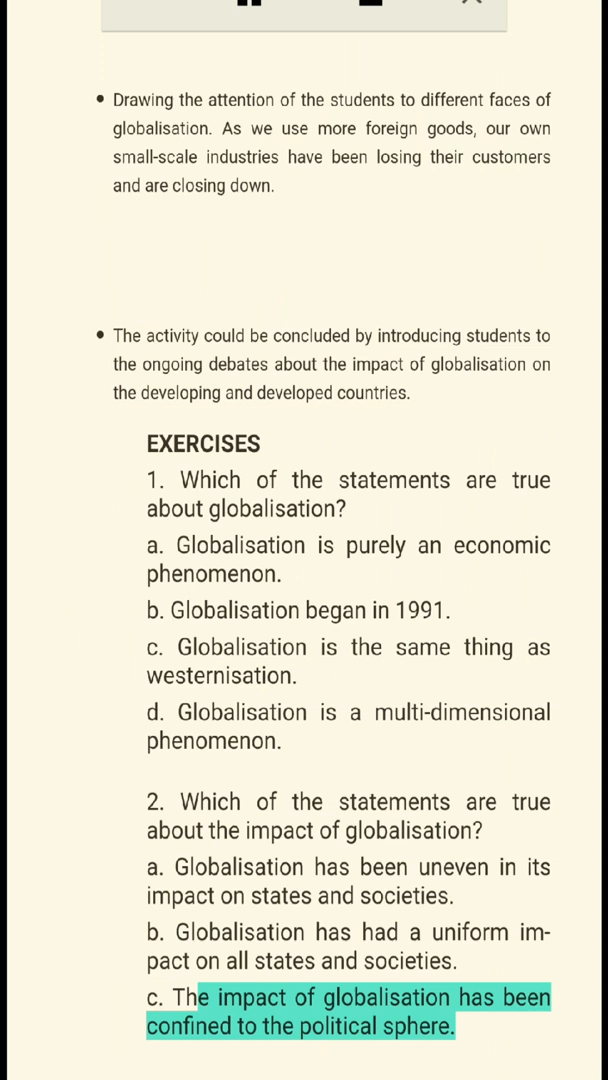 • Drawing the attention of the students to different faces of
globalisation. As we use more foreign goods, our own
small-scale industries have been losing their customers
and are closing down.
• The activity could be concluded by introducing students to
the ongoing debates about the impact of globalisation on
the developing and developed countries.
EXERCISES
1. Which of the statements are true
about globalisation?
a. Globalisation is purely an economic
phenomenon.
b. Globalisation began in 1991.
c. Globalisation is the same thing as
westernisation.
d. Globalisation is a multi-dimensional
phenomenon.
2. Which of the statements are true
about the impact of globalisation?
a. Globalisation has been uneven in its
impact on states and societies.
b. Globalisation has had a uniform im-
pact on all states and societies.
c. The impact of globalisation has been
confined to the political sphere.